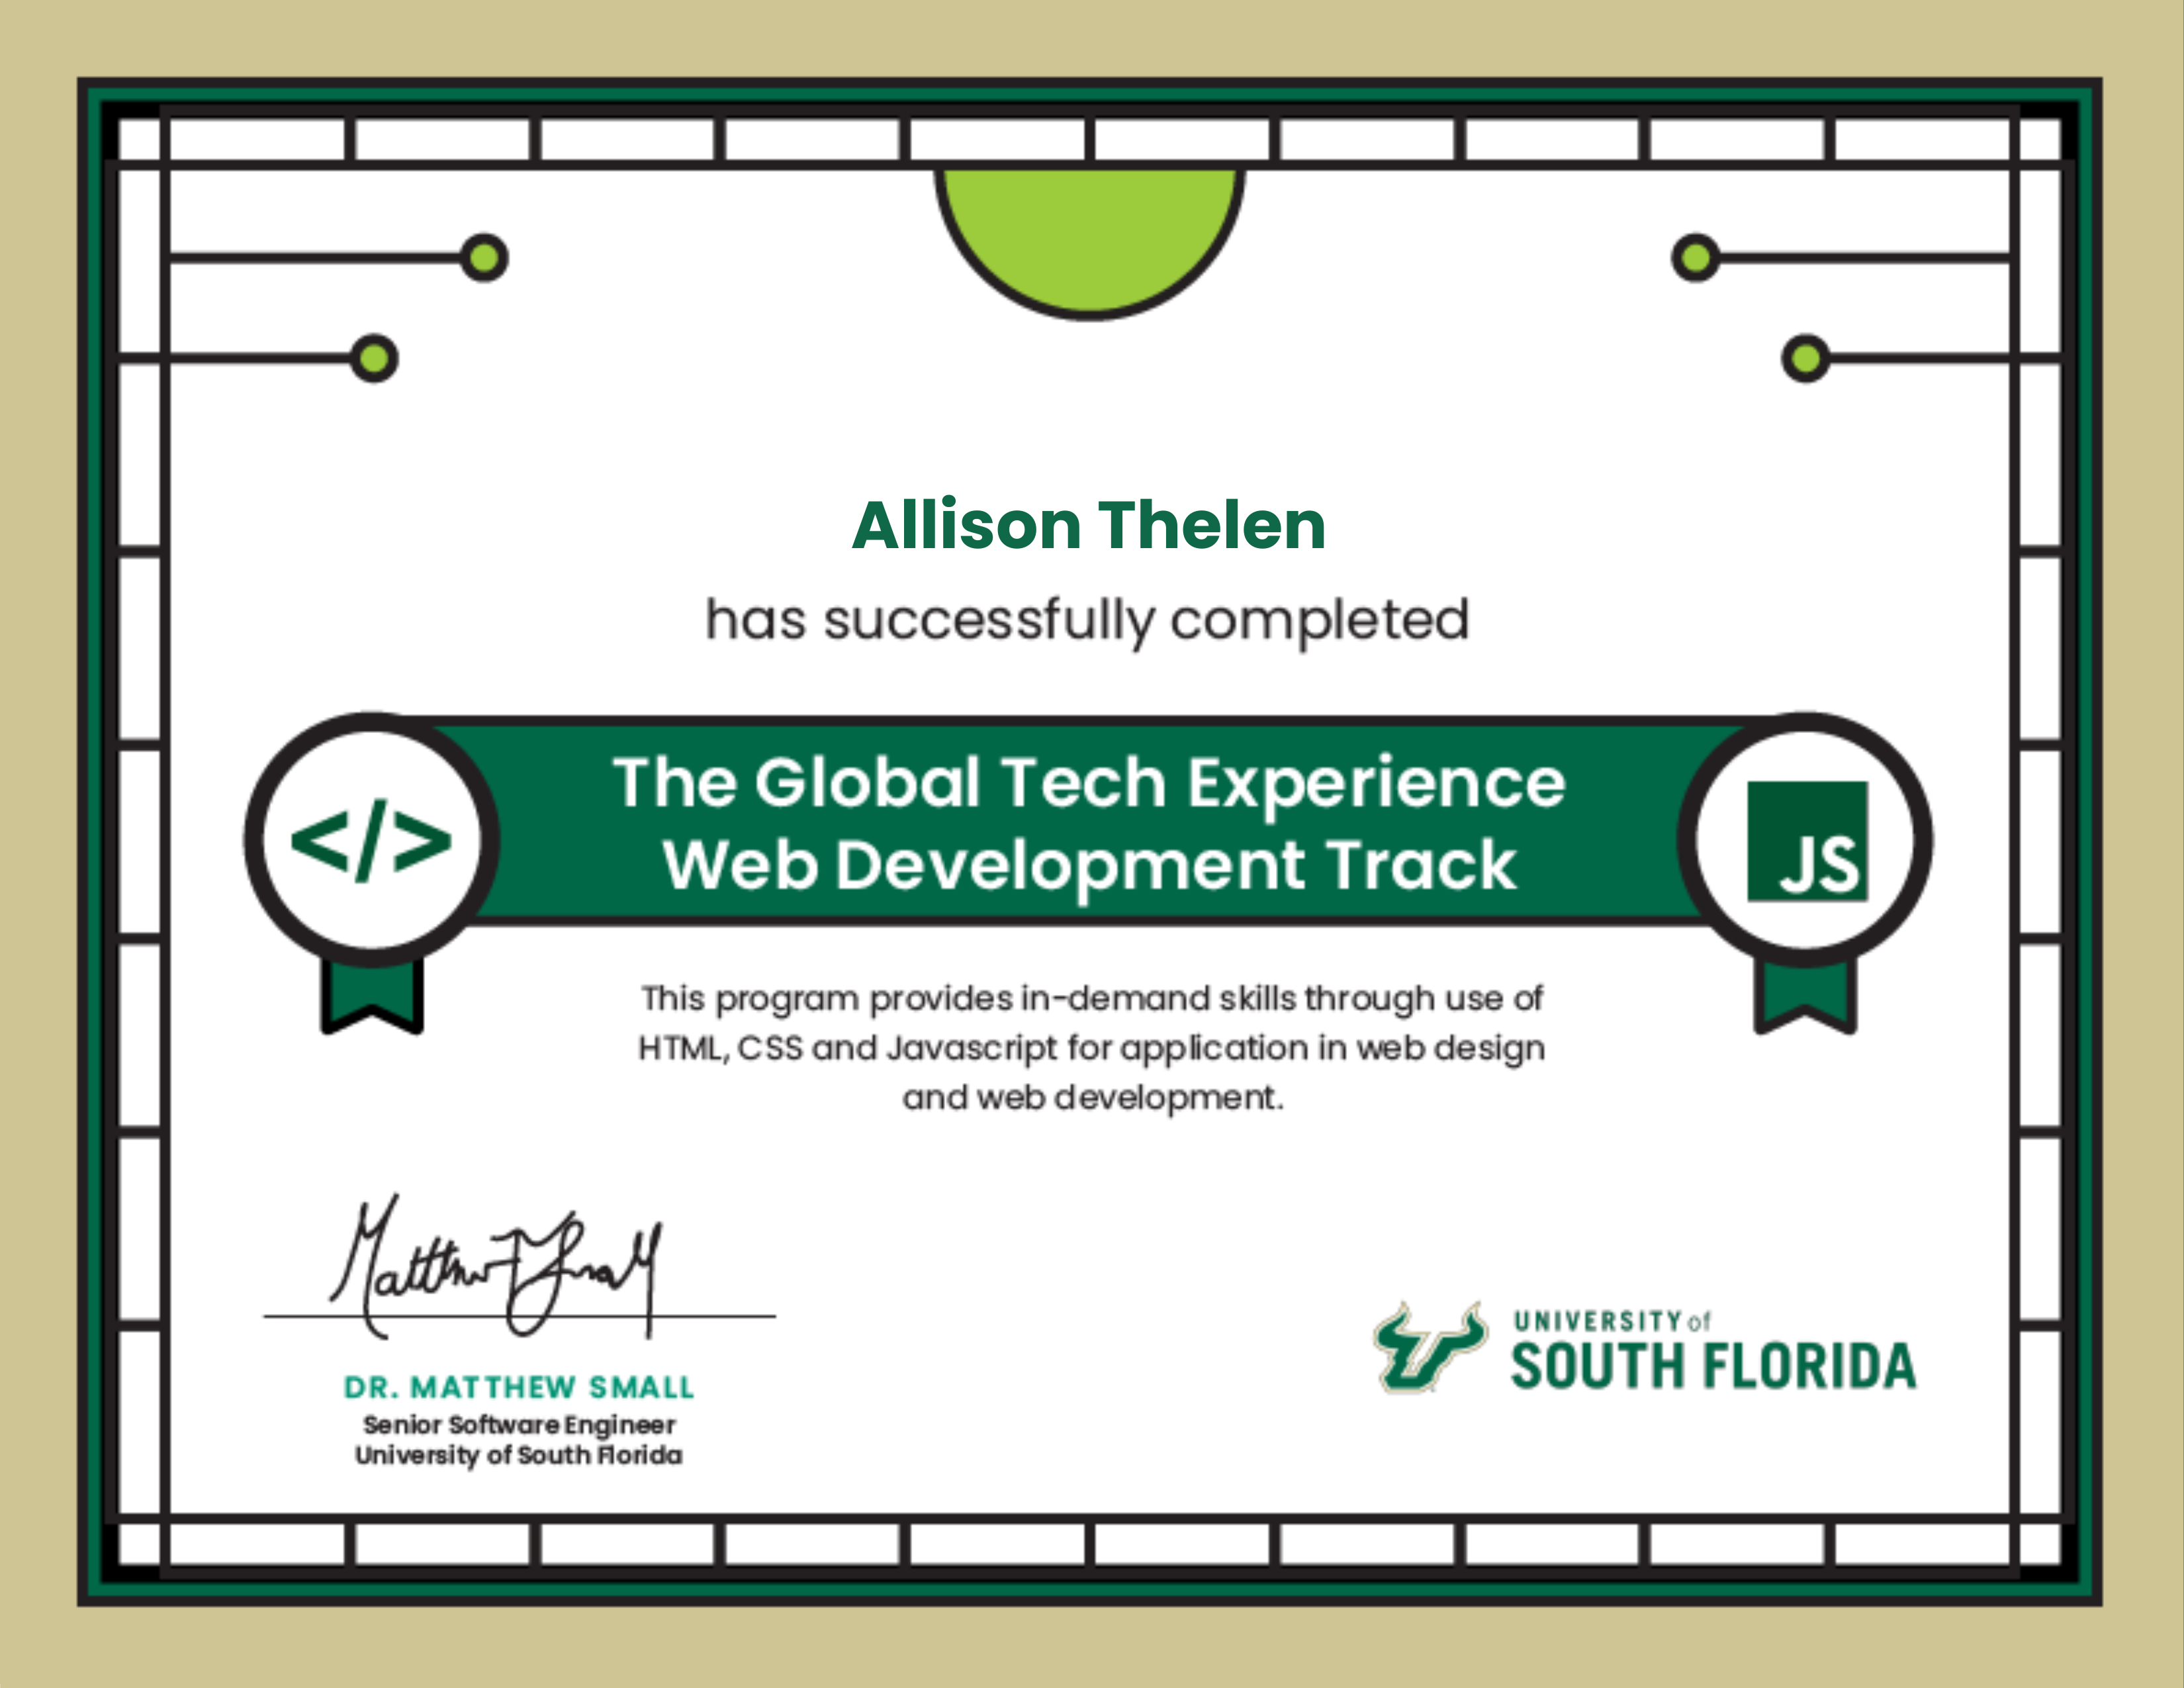 Allison Thelen
has successfully completed
The Global Tech Experience
Web Development Track
</>
JS
This program provides in-demand skills through use of
HTML, CSS and Javascript for application in web design
and web development.
Matthew F Small
DR. MATTHEW SMALL
Senior Software Engineer
University of South Florida
UNIVERSITY of
SOUTH FLORIDA